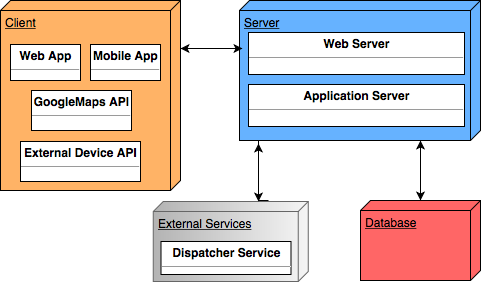 Client
Web App
Mobile App
GoogleMaps API
External Device API
Server
Web Server
Application Server
External Services
Dispatcher Service
Database